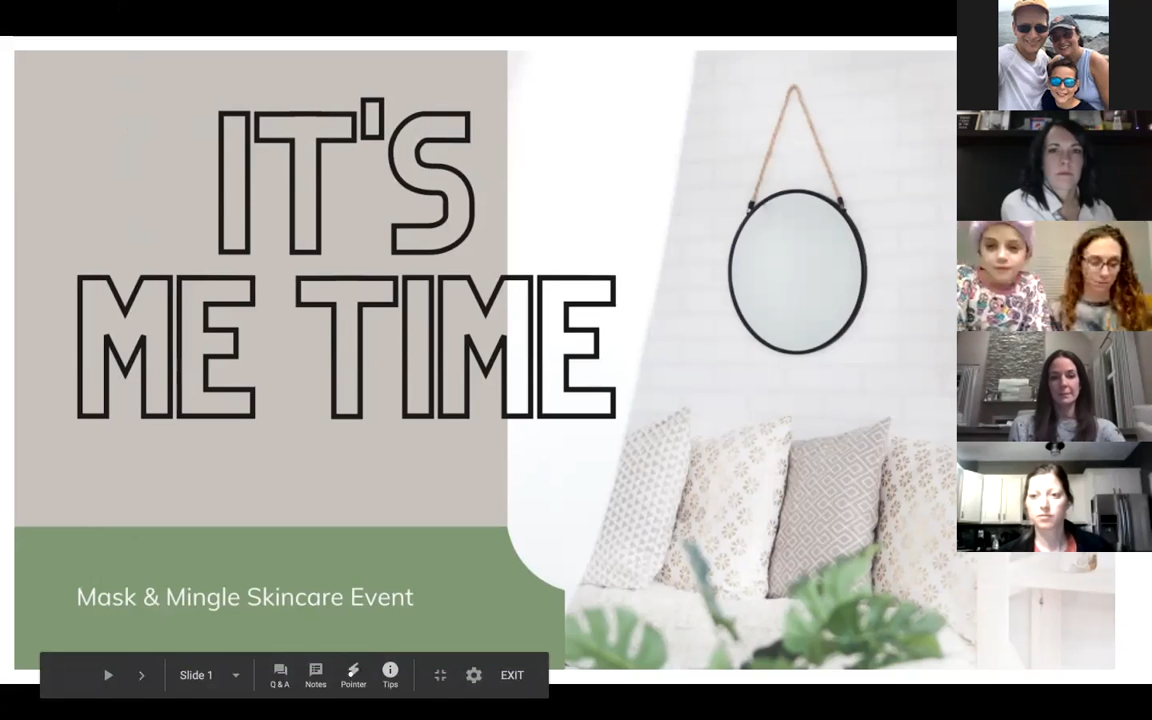 IT'S
ME TIME
Mask & Mingle Skincare Event
Slide 1
Q & A
Notes
Pointer
Tips
EXIT